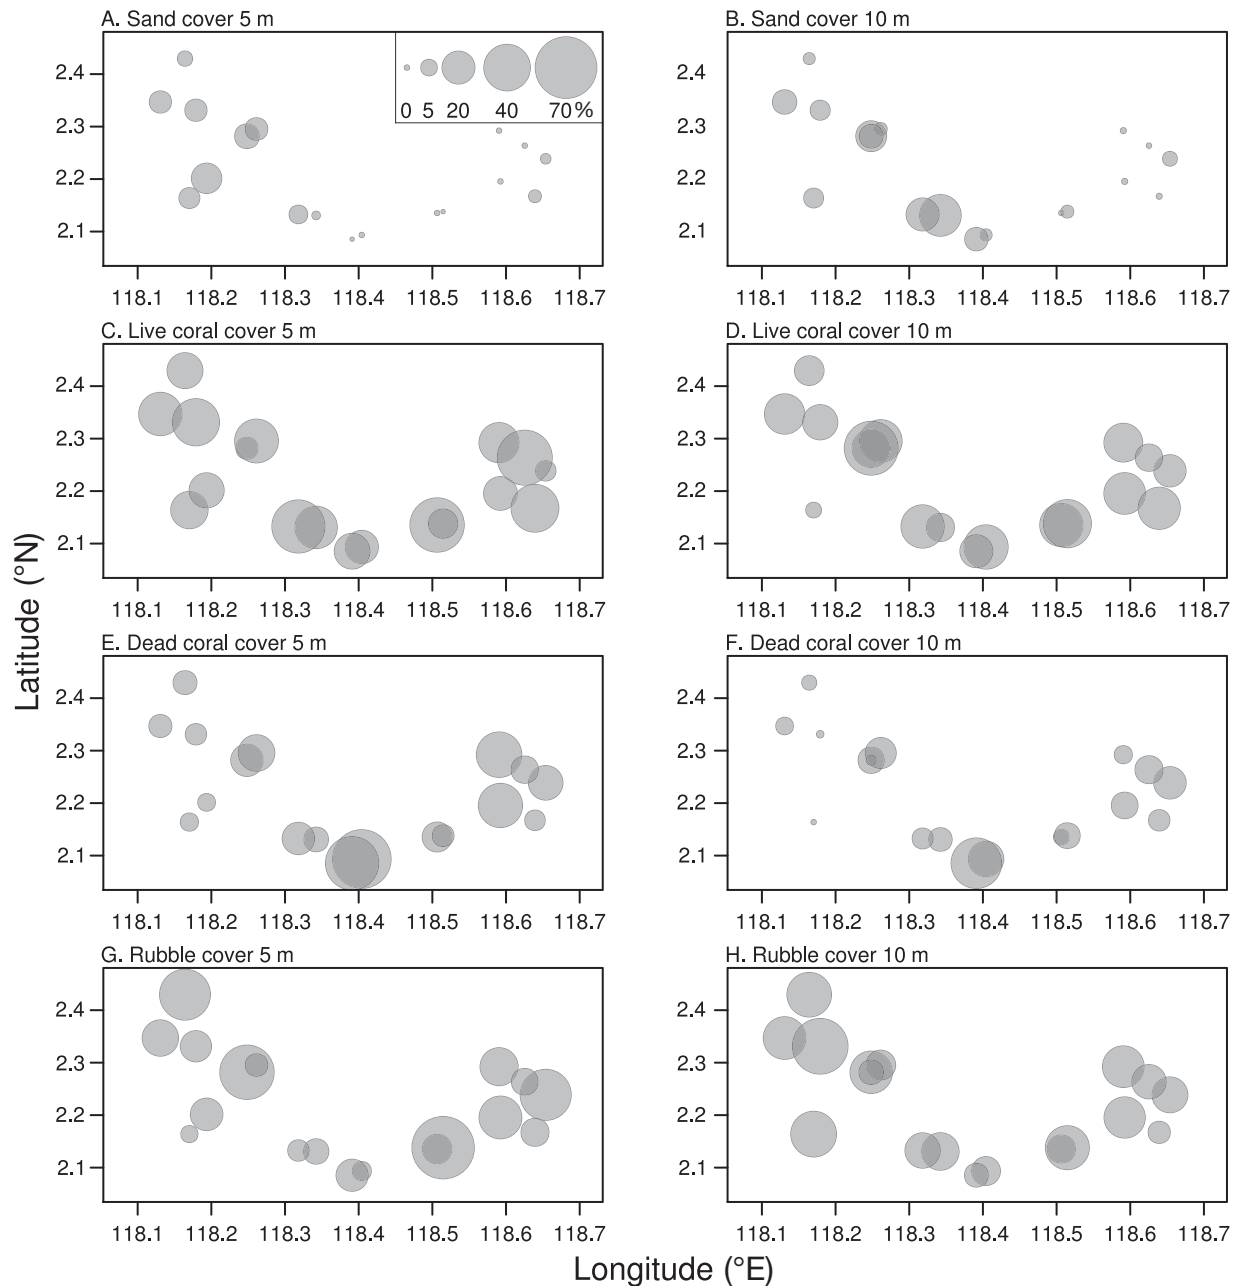 A. Sand cover 5 m
B. Sand cover 10 m
0 5 20 40 70%
2.4
2.3
2.2
2.1
118.1 118.2 118.3 118.4 118.5 118.6 118.7
2.4
2.3
2.2
2.1
118.1 118.2 118.3 118.4 118.5 118.6 118.7
C. Live coral cover 5 m
D. Live coral cover 10 m
2.4
2.3
2.2
2.1
118.1 118.2 118.3 118.4 118.5 118.6 118.7
2.4
2.3
2.2
2.1
118.1 118.2 118.3 118.4 118.5 118.6 118.7
E. Dead coral cover 5 m
F. Dead coral cover 10 m
2.4
2.3
2.2
2.1
118.1 118.2 118.3 118.4 118.5 118.6 118.7
2.4
2.3
2.2
2.1
118.1 118.2 118.3 118.4 118.5 118.6 118.7
G. Rubble cover 5 m
H. Rubble cover 10 m
2.4
2.3
2.2
2.1
118.1 118.2 118.3 118.4 118.5 118.6 118.7
2.4
2.3
2.2
2.1
118.1 118.2 118.3 118.4 118.5 118.6 118.7
Latitude (°N)
Longitude (°E)